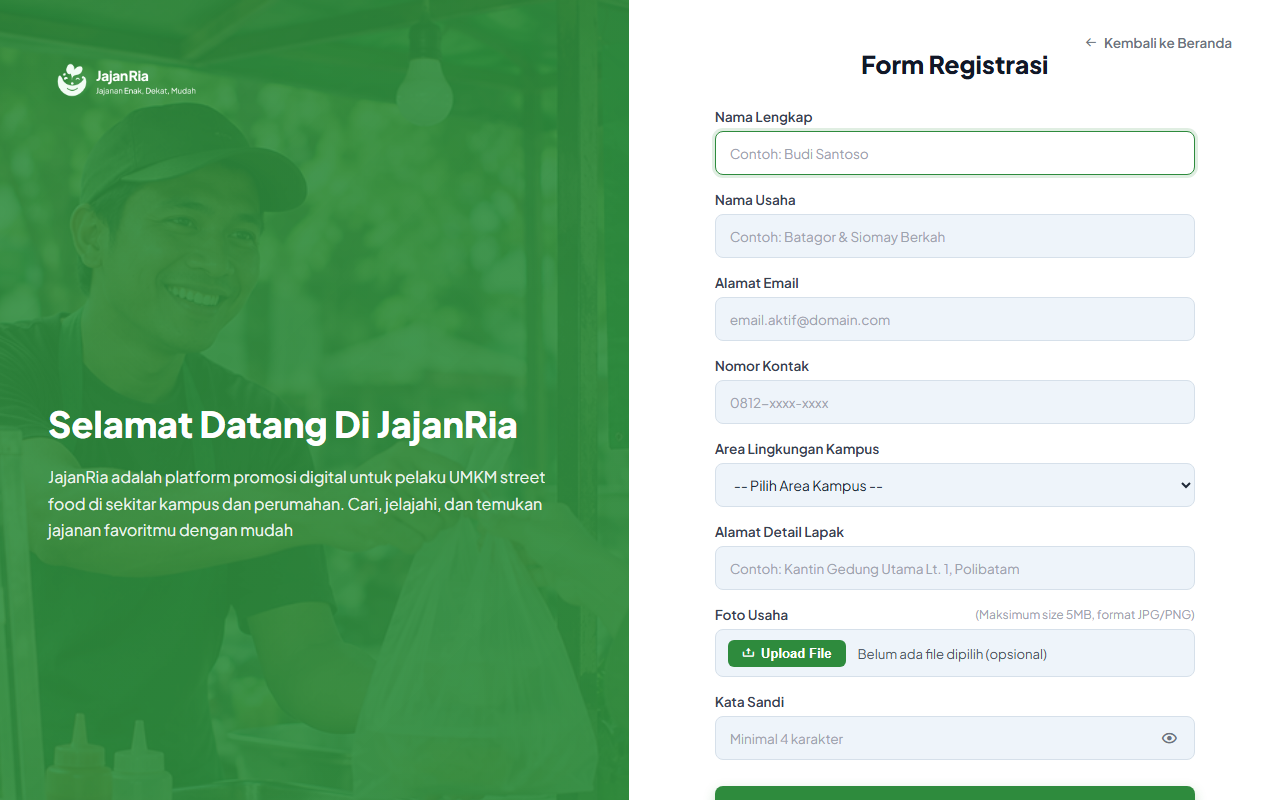 JajanRia
Jajanan Enak, Dekat, Mudah
Selamat Datang Di JajanRia
JajanRia adalah platform promosi digital untuk pelaku UMKM street
food di sekitar kampus dan perumahan. Cari, jelajahi, dan temukan
jajanan favoritmu dengan mudah
← Kembali ke Beranda
Form Registrasi
Nama Lengkap
Contoh: Budi Santoso
Nama Usaha
Contoh: Batagor & Siomay Berkah
Alamat Email
email.aktif@domain.com
Nomor Kontak
0812-xxxx-xxxx
Area Lingkungan Kampus
-- Pilih Area Kampus --
Alamat Detail Lapak
Contoh: Kantin Gedung Utama Lt. 1, Polibatam
Foto Usaha (Maksimum size 5MB, format JPG/PNG)
Upload File Belum ada file dipilih (opsional)
Kata Sandi
Minimal 4 karakter